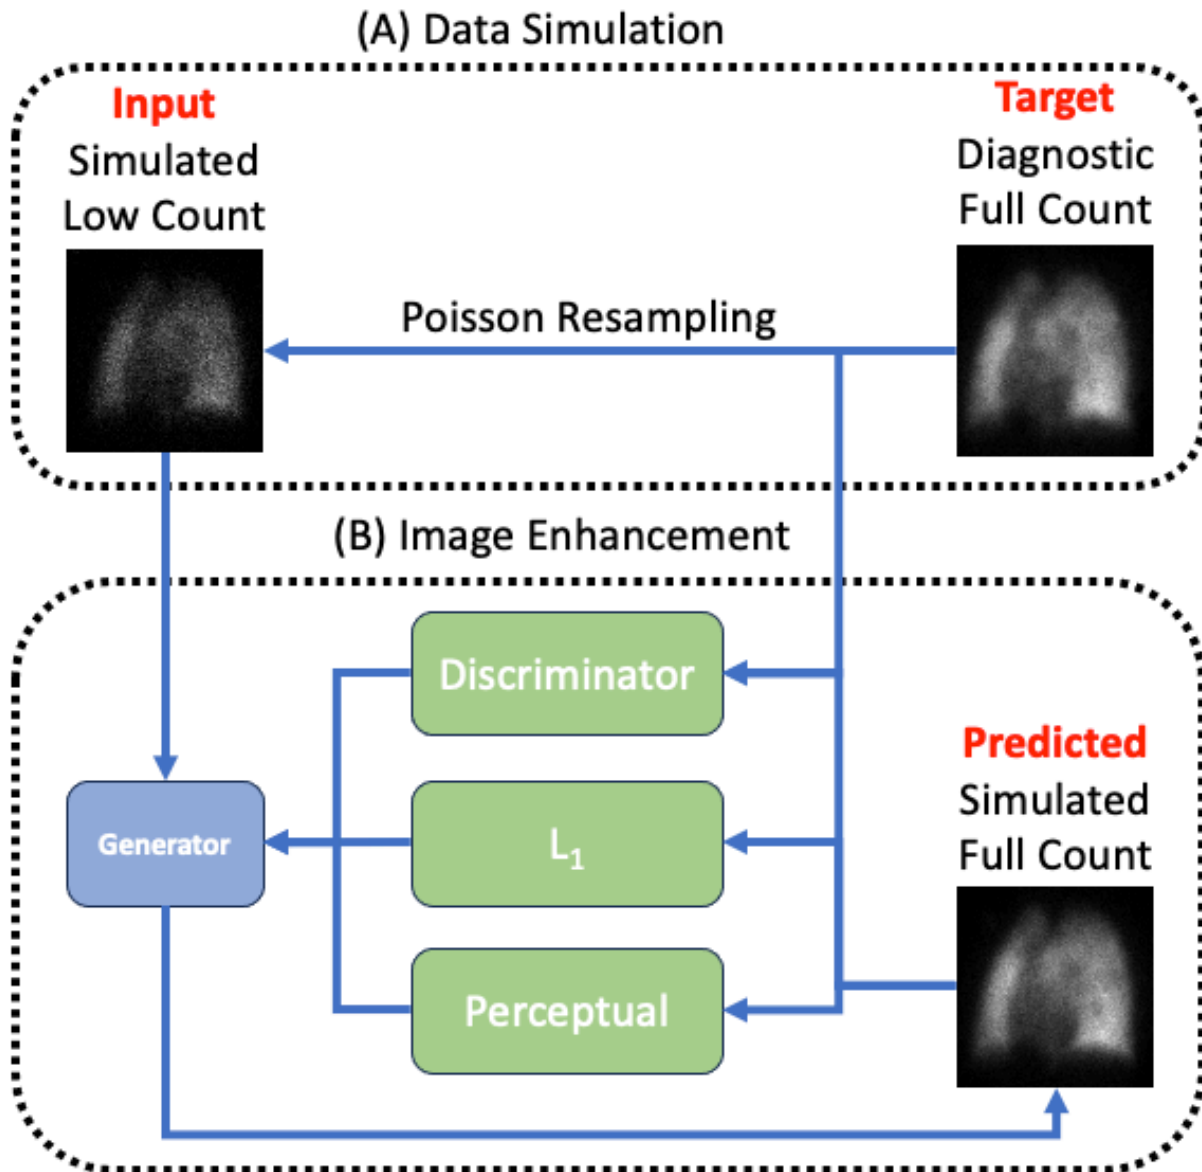 (A) Data Simulation
Input
Simulated
Low Count
Target
Diagnostic
Full Count
Poisson Resampling
(B) Image Enhancement
Discriminator
Generator
L₁
Perceptual
Predicted
Simulated
Full Count